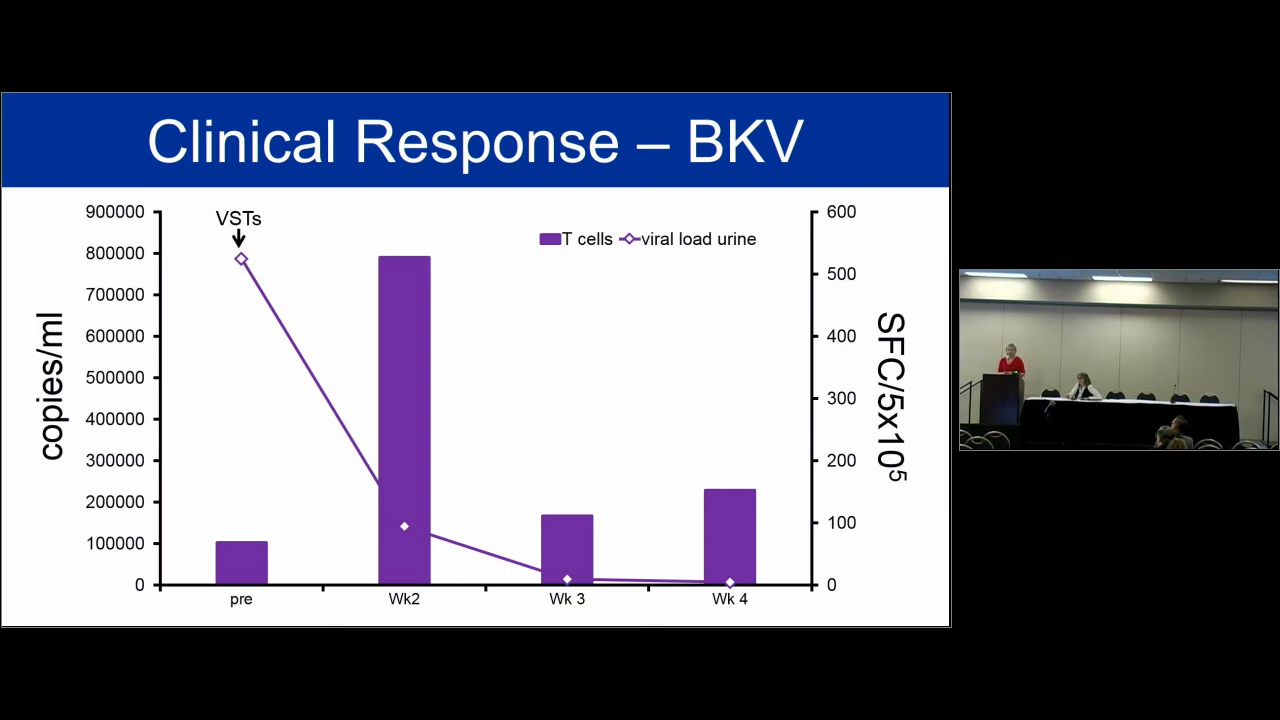 Clinical Response – BKV
VSTs
T cells
viral load urine
900000
800000
700000
600000
500000
400000
300000
200000
100000
0
copies/ml
600
500
400
300
200
100
0
SFC/5x10⁵
pre
Wk2
Wk 3
Wk 4